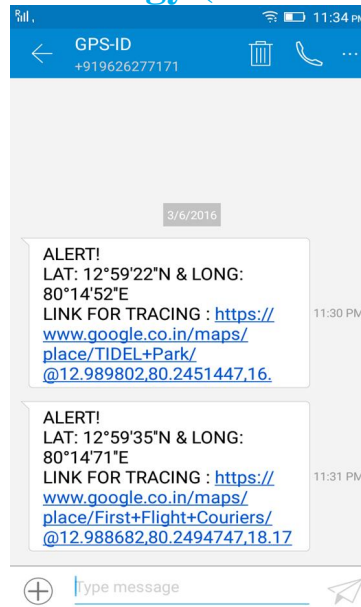 11:34 PM
GPS-ID
+919626277171
3/6/2016
ALERT!
LAT: 12°59'22"N & LONG:
80°14'52"E
LINK FOR TRACING : https://
www.google.co.in/maps/
place/TIDEL+Park/
@12.989802,80.2451447,16.
11:30 PM
ALERT!
LAT: 12°59'35"N & LONG:
80°14'71"E
LINK FOR TRACING : https://
www.google.co.in/maps/
place/First+Flight+Couriers/
@12.988682,80.2494747,18.17
11:31 PM
Type message